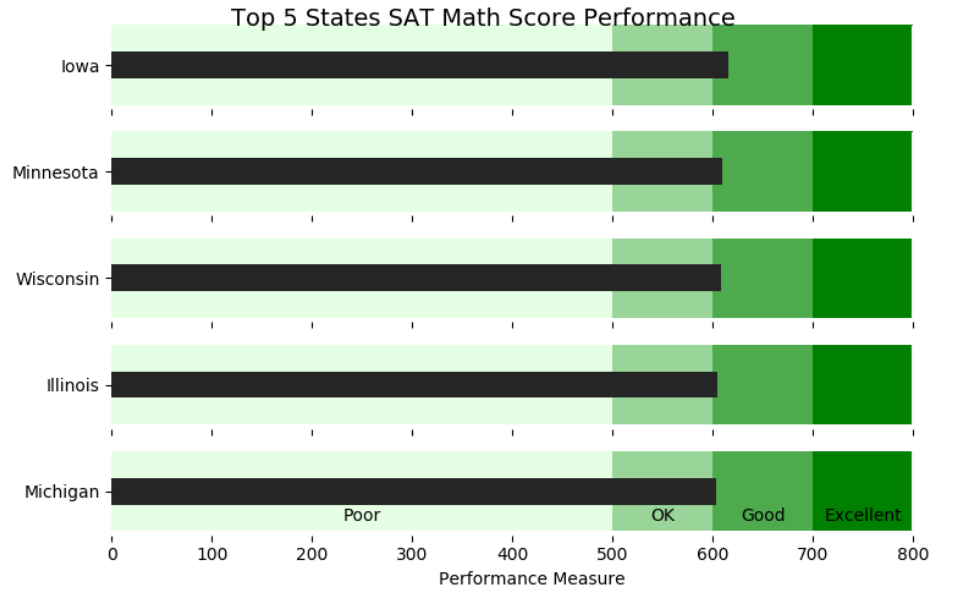 Top 5 States SAT Math Score Performance
Iowa
Minnesota
Wisconsin
Illinois
Michigan
Poor OK Good Excellent
0 100 200 300 400 500 600 700 800
Performance Measure